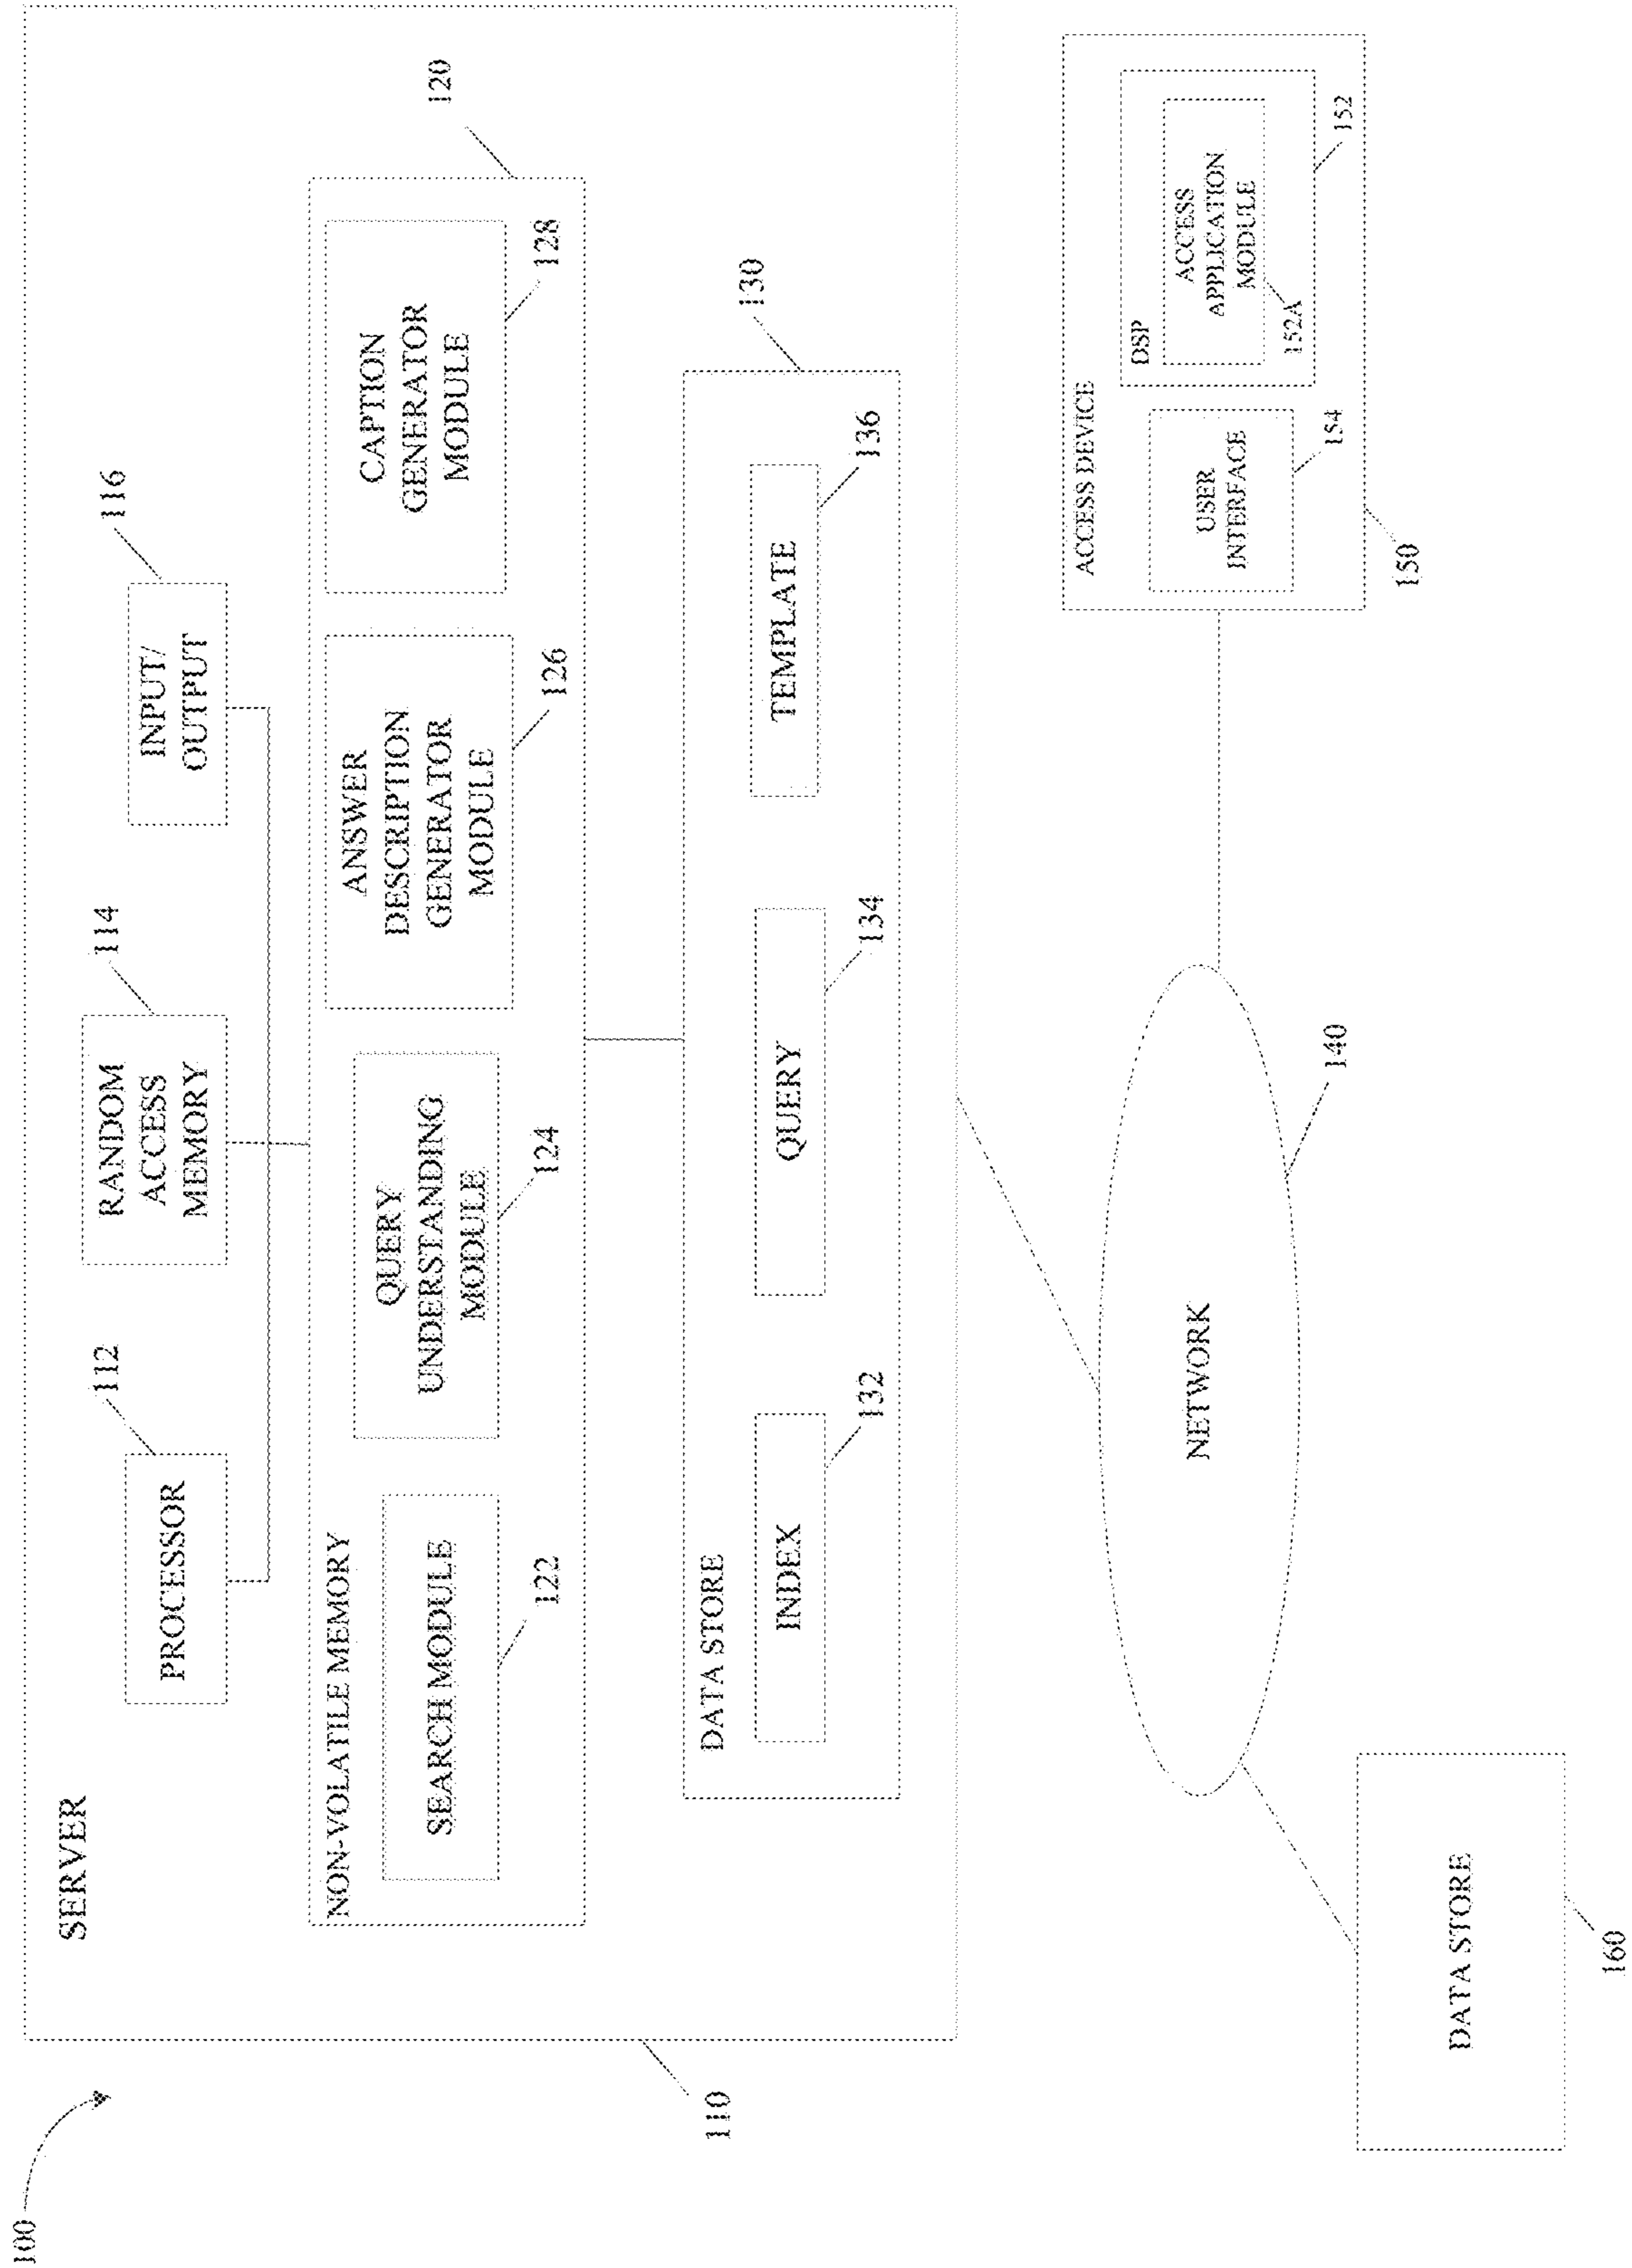 100
SERVER
110
112
PROCESSOR
114
RANDOM
ACCESS
MEMORY
116
INPUT/
OUTPUT
120
NON-VOLATILE MEMORY
SEARCH MODULE
122
QUERY
UNDERSTANDING
MODULE
124
ANSWER
DESCRIPTION
GENERATOR
MODULE
126
CAPTION
GENERATOR
MODULE
128
130
DATA STORE
INDEX
132
QUERY
134
TEMPLATE
136
NETWORK
140
ACCESS DEVICE
USER
INTERFACE
154
DSP
ACCESS
APPLICATION
MODULE
152A
152
150
DATA STORE
160